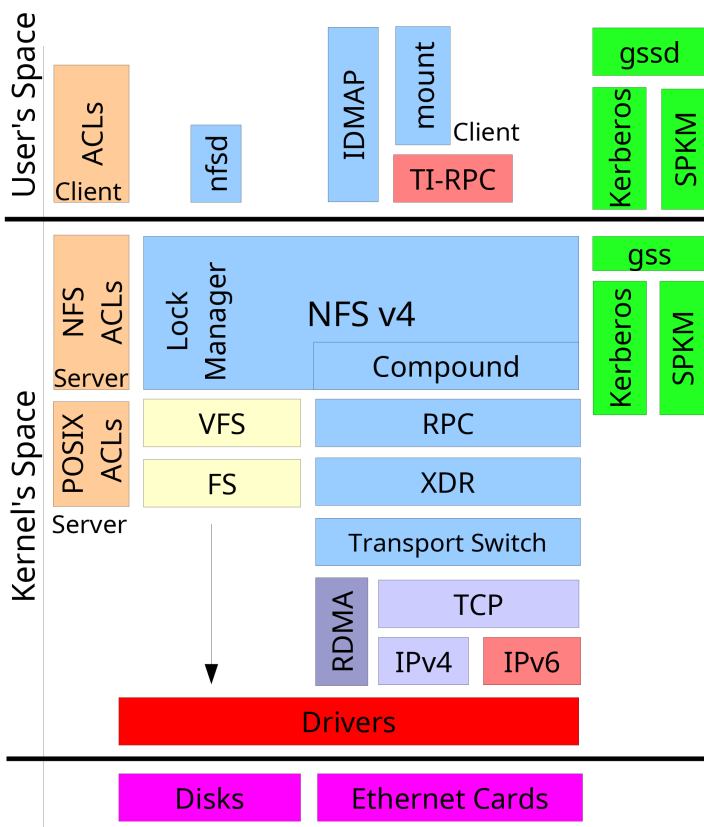 User's Space
ACLs
Client
nfsd
IDMAP
mount
Client
TI-RPC
gssd
Kerberos
SPKM
Kernel's Space
NFS
ACLs
Server
Lock
Manager
NFS v4
Compound
gss
Kerberos
SPKM
POSIX
ACLs
Server
VFS
RPC
FS
XDR
Transport Switch
RDMA
TCP
IPv4
IPv6
Drivers
Disks
Ethernet Cards